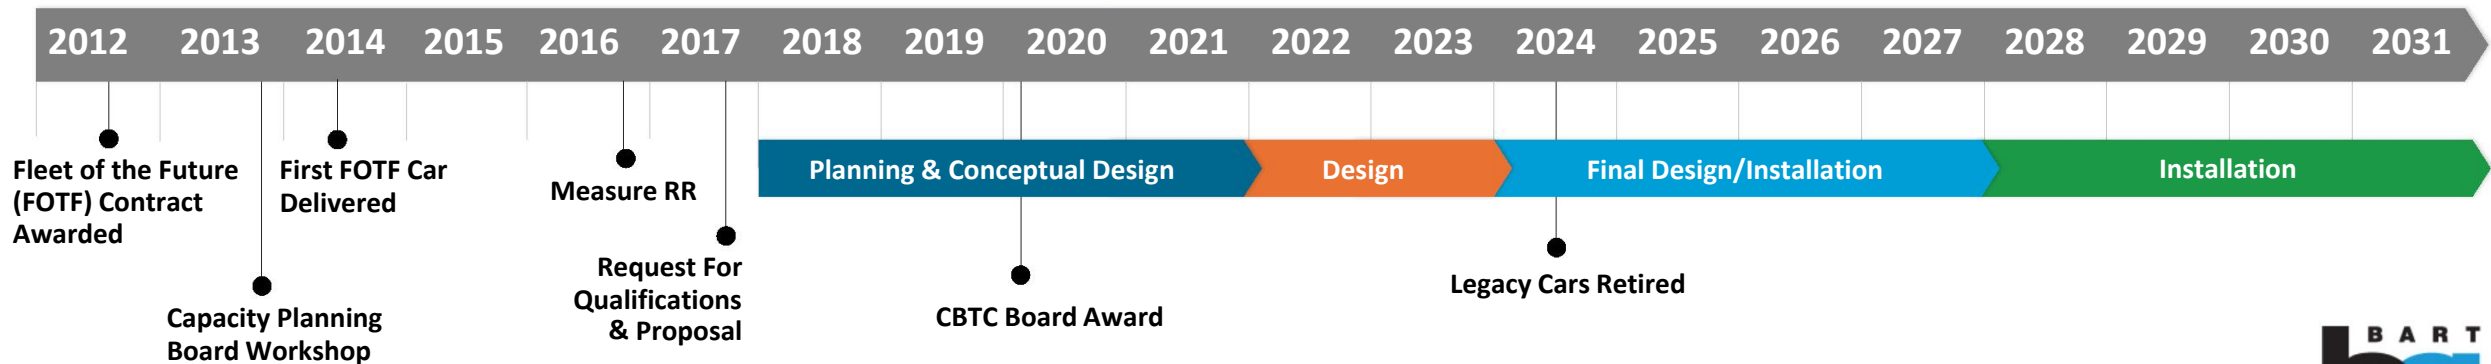 2012 2013 2014 2015 2016 2017 2018 2019 2020 2021 2022 2023 2024 2025 2026 2027 2028 2029 2030 2031
Planning & Conceptual Design
Design
Final Design/Installation
Installation
Fleet of the Future
(FOTF) Contract
Awarded
First FOTF Car
Delivered
Measure RR
Request For
Qualifications
& Proposal
Capacity Planning
Board Workshop
CBTC Board Award
Legacy Cars Retired
BART